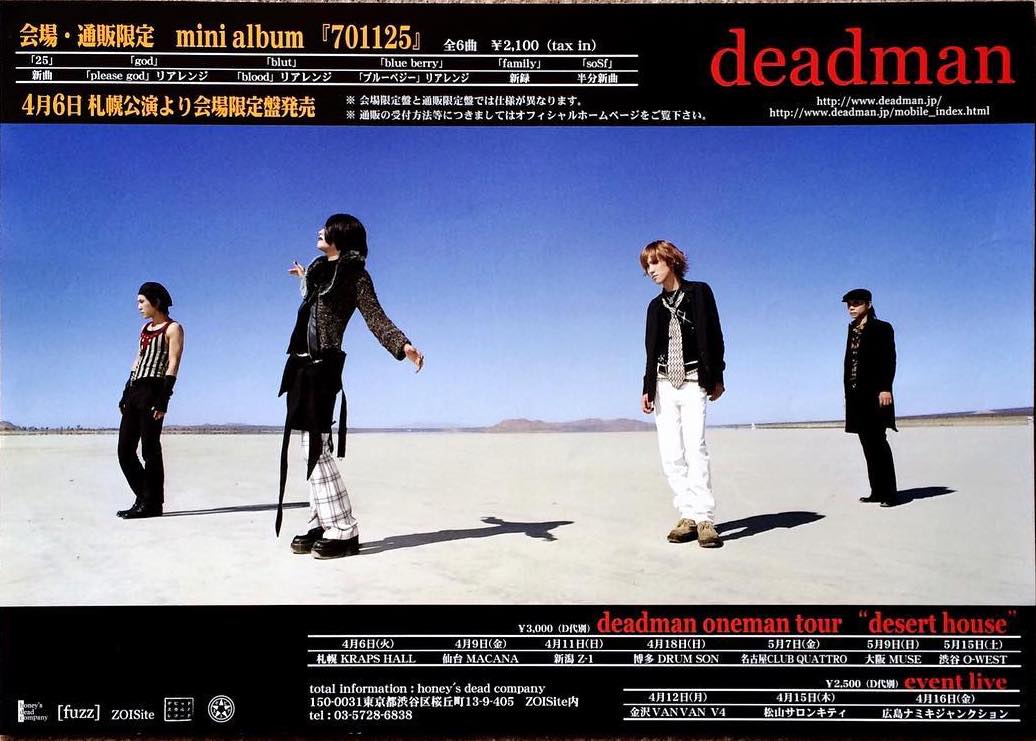 会場・通販限定 mini album 『701125』 全6曲 ¥2,100 (tax in)
「25」 「god」 「blut」 「blue berry」 「family」 「soSf」
新曲 「please god」リアレンジ 「blood」リアレンジ 「ブルーベジー」リアレンジ 新録 半分新曲
4月6日 札幌公演より会場限定盤発売
※ 会場限定盤と通販限定盤では仕様が異なります。
※ 通販の受付方法等につきましてはオフィシャルホームページをご覧下さい。
deadman
http://www.deadman.jp/
http://www.deadman.jp/mobile_index.html
¥3,000 (D代別) deadman oneman tour “desert house”
4月6日(火) 4月9日(金) 4月11日(日) 4月18日(日) 5月7日(金) 5月9日(日) 5月15日(土)
札幌 KRAPS HALL 仙台 MACANA 新潟 Z-1 博多 DRUM SON 名古屋CLUB QUATTRO 大阪 MUSE 渋谷 O-WEST
¥2,500 (D代別) event live
4月12日(月) 4月15日(木) 4月16日(金)
金沢VANVAN V4 松山サロンキティ 広島ナミキジャンクション
total information : honey's dead company
150-0031東京都渋谷区桜丘町13-9-405 ZOISite内
tel : 03-5728-6838
honey's
dead
company
[fuzz]
ZOISite